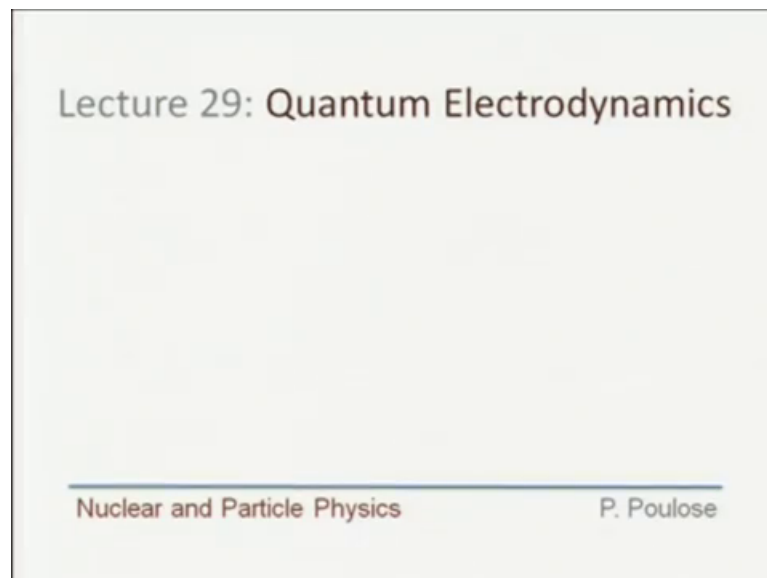 Lecture 29: Quantum Electrodynamics
Nuclear and Particle Physics
P. Poulose